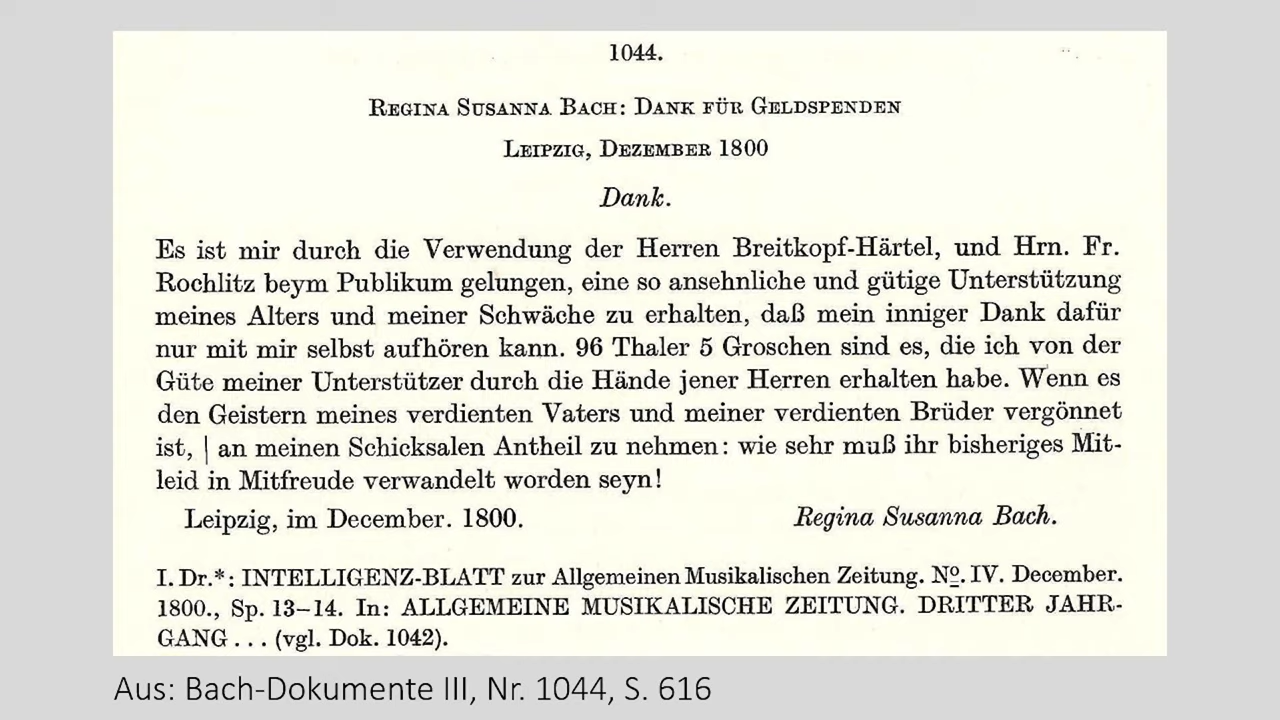 1044.
Regina Susanna Bach: Dank für Geldspenden
Leipzig, Dezember 1800
Dank.
Es ist mir durch die Verwendung der Herren Breitkopf-Härtel, und Hrn. Fr.
Rochlitz beym Publikum gelungen, eine so ansehnliche und gütige Unterstützung
meines Alters und meiner Schwäche zu erhalten, daß mein inniger Dank dafür
nur mit mir selbst aufhören kann. 96 Thaler 5 Groschen sind es, die ich von der
Güte meiner Unterstützer durch die Hände jener Herren erhalten habe. Wenn es
den Geistern meines verdienten Vaters und meiner verdienten Brüder vergönnet
ist, | an meinen Schicksalen Antheil zu nehmen: wie sehr muß ihr bisheriges Mit-
leid in Mitfreude verwandelt worden seyn!
Leipzig, im December. 1800. Regina Susanna Bach.
I. Dr.*: INTELLIGENZ-BLATT zur Allgemeinen Musikalischen Zeitung. Nº. IV. December.
1800., Sp. 13–14. In: ALLGEMEINE MUSIKALISCHE ZEITUNG. DRITTER JAHR-
GANG . . . (vgl. Dok. 1042).
Aus: Bach-Dokumente III, Nr. 1044, S. 616